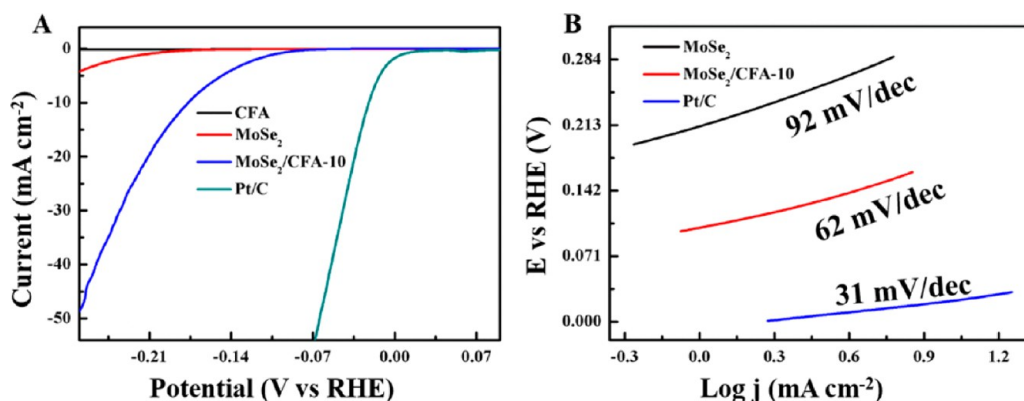 A
Current (mA cm⁻²)
0
-10
-20
-30
-40
-50
CFA
MoSe₂
MoSe₂/CFA-10
Pt/C
-0.21 -0.14 -0.07 0.00 0.07
Potential (V vs RHE)
B
E vs RHE (V)
0.284
0.213
0.142
0.071
0.000
MoSe₂
MoSe₂/CFA-10
Pt/C
92 mV/dec
62 mV/dec
31 mV/dec
-0.3 0.0 0.3 0.6 0.9 1.2
Log j (mA cm⁻²)